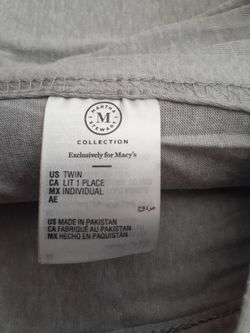 MARTHA
M
STEWART
COLLECTION
Exclusively for Macy's
US TWIN
CA LIT 1 PLACE
MX INDIVIDUAL
AE مزدوج
US MADE IN PAKISTAN
CA FABRIQUÉ AU PAKISTAN
MX HECHO EN PAQUISTÁN